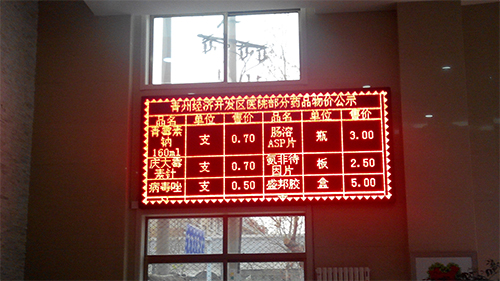 青州经济开发区医院部分药品物价公示
品名 单位 售价 品名 单位 售价
青霉素钠160ml 支 0.70 肠溶ASP片 瓶 3.00
庆大霉素针 支 0.70 氨非待因片 板 2.50
病毒唑 支 0.50 盛邦胶 盒 5.00